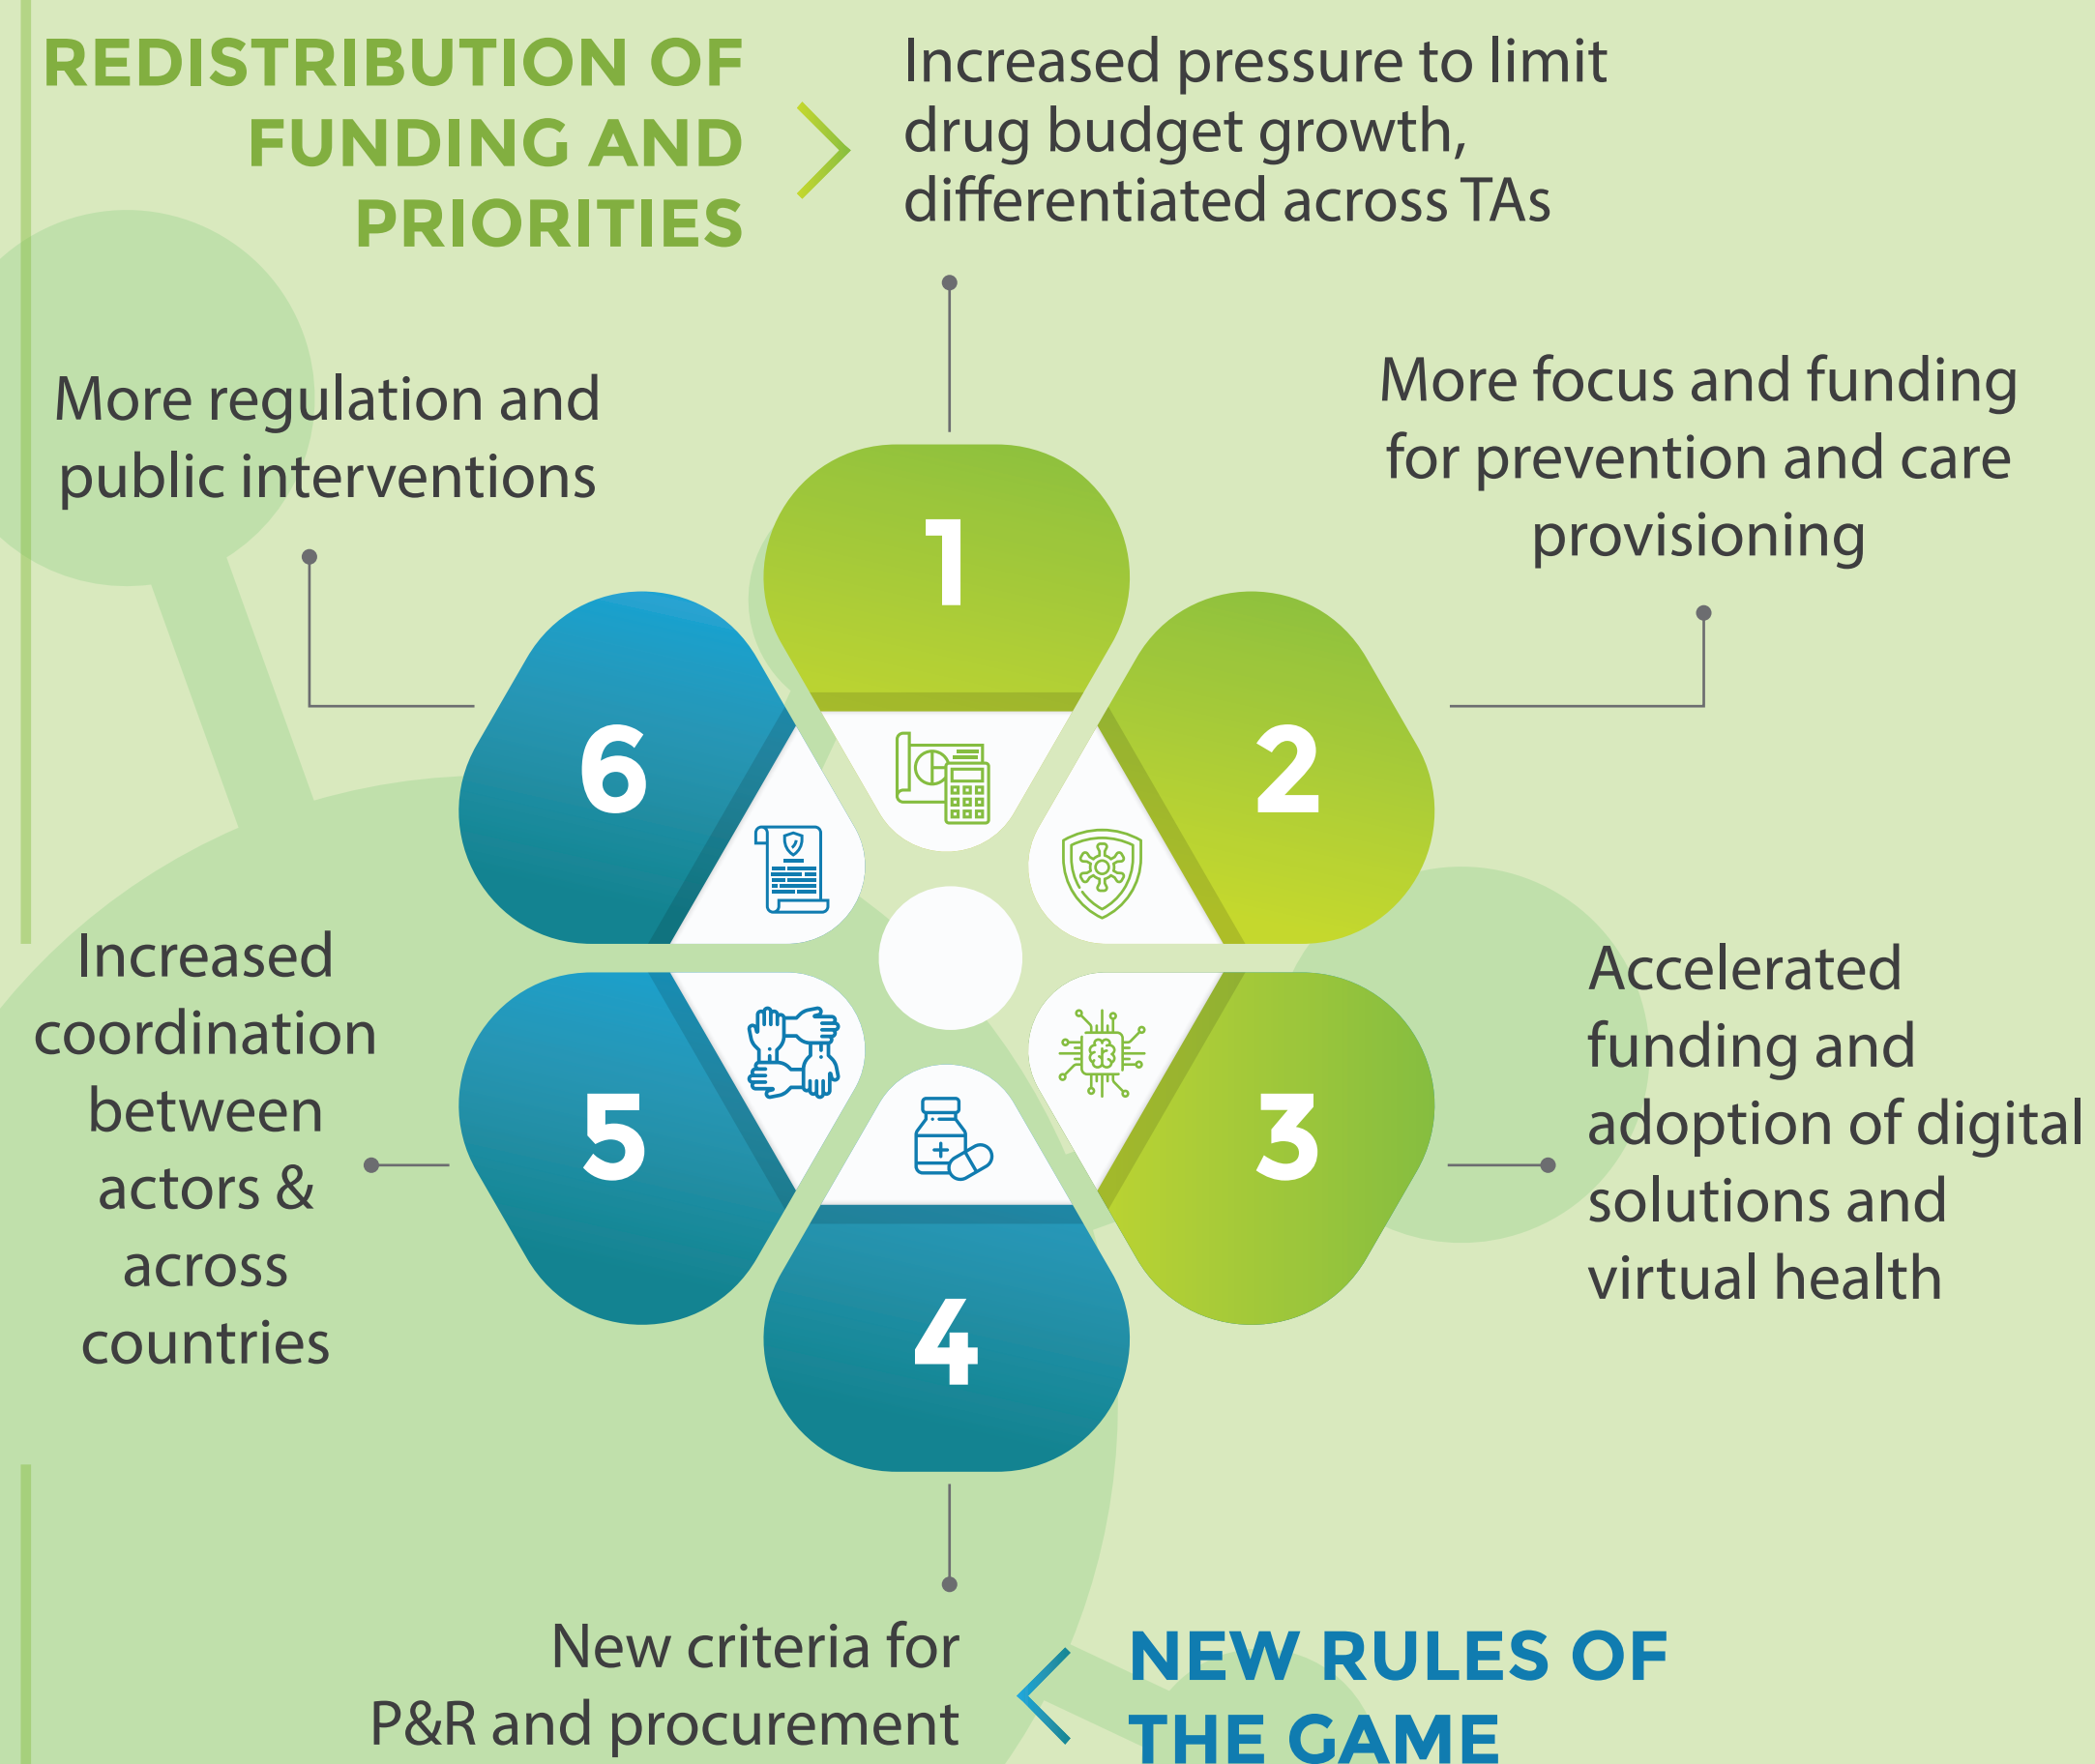 REDISTRIBUTION OF
FUNDING AND
PRIORITIES
Increased pressure to limit
drug budget growth,
differentiated across TAs
1
More focus and funding
for prevention and care
provisioning
2
Accelerated
funding and
adoption of digital
solutions and
virtual health
3
NEW RULES OF
THE GAME
New criteria for
P&R and procurement
4
Increased
coordination
between
actors &
across
countries
5
More regulation and
public interventions
6